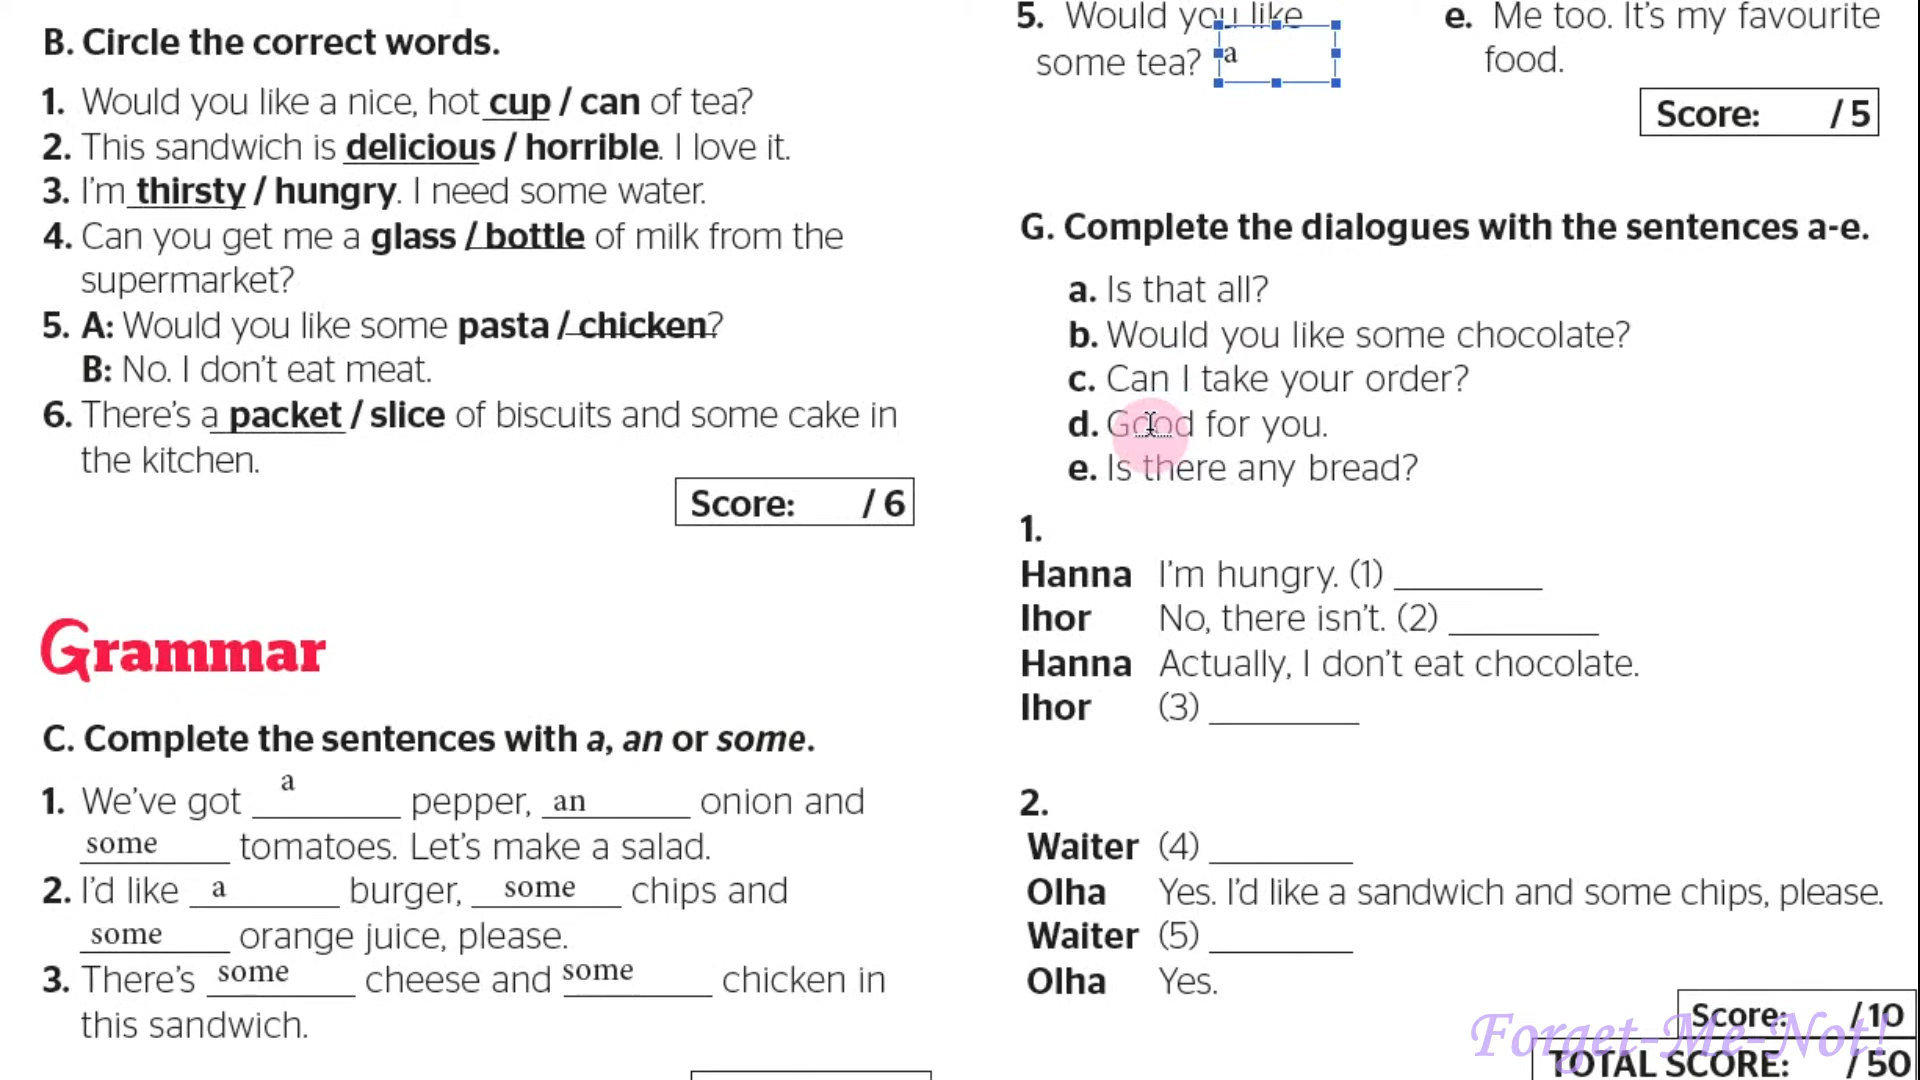 B. Circle the correct words.
1. Would you like a nice, hot cup / can of tea?
2. This sandwich is delicious / horrible. I love it.
3. I'm thirsty / hungry. I need some water.
4. Can you get me a glass / bottle of milk from the
supermarket?
5. A: Would you like some pasta / chicken?
B: No. I don't eat meat.
6. There's a packet / slice of biscuits and some cake in
the kitchen.
Score: / 6
Grammar
C. Complete the sentences with a, an or some.
1. We've got a pepper, an onion and
some tomatoes. Let's make a salad.
2. I'd like a burger, some chips and
some orange juice, please.
3. There's some cheese and some chicken in
this sandwich.
5. Would you like
some tea? a
e. Me too. It's my favourite
food.
Score: / 5
G. Complete the dialogues with the sentences a-e.
a. Is that all?
b. Would you like some chocolate?
c. Can I take your order?
d. Good for you.
e. Is there any bread?
1.
Hanna I'm hungry. (1) ________
Ihor No, there isn't. (2) ________
Hanna Actually, I don't eat chocolate.
Ihor (3) ________
2.
Waiter (4) ________
Olha Yes. I'd like a sandwich and some chips, please.
Waiter (5) ________
Olha Yes.
Score: / 10
Forget-Me-Not!
TOTAL SCORE: / 50